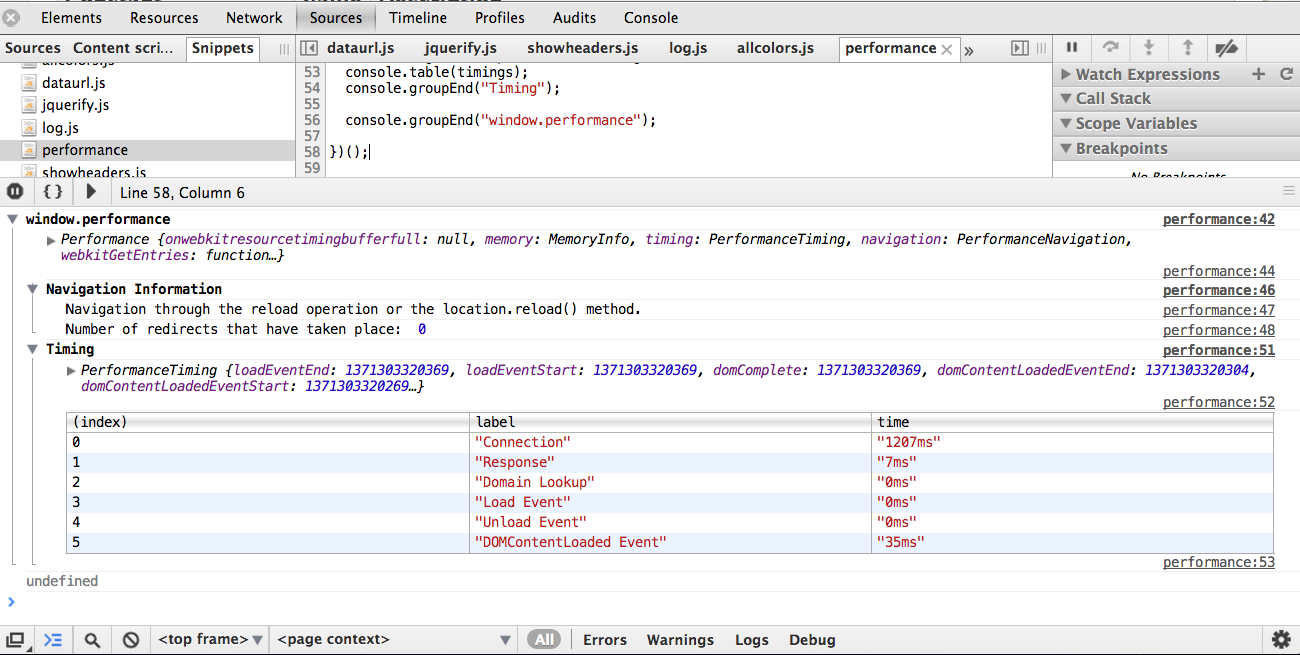 Elements Resources Network Sources Timeline Profiles Audits Console
Sources Content scri... Snippets dataurl.js jquerify.js showheaders.js log.js allcolors.js performance × »
allcolors.js
dataurl.js
jquerify.js
log.js
performance
showheaders.js
53 console.table(timings);
54 console.groupEnd("Timing");
55
56 console.groupEnd("window.performance");
57
58 })();
59
Watch Expressions
Call Stack
Scope Variables
Breakpoints
No Breakpoints
{ } Line 58, Column 6
window.performance performance:42
Performance {onwebkitresourcetimingbufferfull: null, memory: MemoryInfo, timing: PerformanceTiming, navigation: PerformanceNavigation,
webkitGetEntries: function…}
performance:44
Navigation Information performance:46
Navigation through the reload operation or the location.reload() method. performance:47
Number of redirects that have taken place: 0 performance:48
Timing performance:51
PerformanceTiming {loadEventEnd: 1371303320369, loadEventStart: 1371303320369, domComplete: 1371303320369, domContentLoadedEventEnd: 1371303320304,
domContentLoadedEventStart: 1371303320269…}
performance:52
(index) label time
0 "Connection" "1207ms"
1 "Response" "7ms"
2 "Domain Lookup" "0ms"
3 "Load Event" "0ms"
4 "Unload Event" "0ms"
5 "DOMContentLoaded Event" "35ms"
performance:53
undefined
>
<top frame> <page context> All Errors Warnings Logs Debug